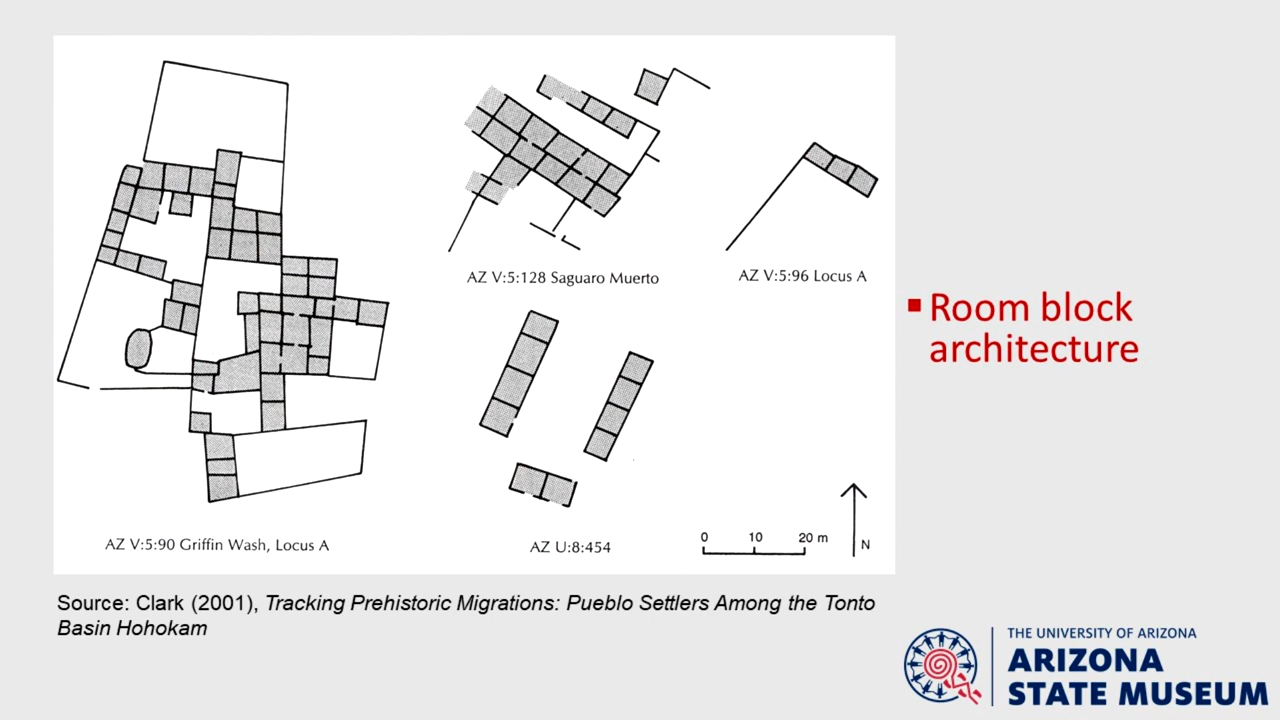 AZ V:5:128 Saguaro Muerto
AZ V:5:96 Locus A
AZ V:5:90 Griffin Wash, Locus A
AZ U:8:454
0 10 20 m
N
▪ Room block
architecture
Source: Clark (2001), Tracking Prehistoric Migrations: Pueblo Settlers Among the Tonto
Basin Hohokam
THE UNIVERSITY OF ARIZONA
ARIZONA
STATE MUSEUM